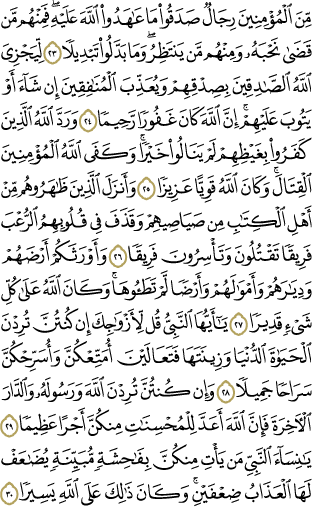 مِّنَ ٱلْمُؤْمِنِينَ رِجَالٌ صَدَقُوا۟ مَا عَٰهَدُوا۟ ٱللَّهَ عَلَيْهِ ۖ فَمِنْهُم مَّن
قَضَىٰ نَحْبَهُۥ وَمِنْهُم مَّن يَنتَظِرُ ۖ وَمَا بَدَّلُوا۟ تَبْدِيلًا ٢٣ لِّيَجْزِىَ
ٱللَّهُ ٱلصَّٰدِقِينَ بِصِدْقِهِمْ وَيُعَذِّبَ ٱلْمُنَٰفِقِينَ إِن شَآءَ أَوْ
يَتُوبَ عَلَيْهِمْ ۚ إِنَّ ٱللَّهَ كَانَ غَفُورًا رَّحِيمًا ٢٤ وَرَدَّ ٱللَّهُ ٱلَّذِينَ
كَفَرُوا۟ بِغَيْظِهِمْ لَمْ يَنَالُوا۟ خَيْرًا ۚ وَكَفَى ٱللَّهُ ٱلْمُؤْمِنِينَ
ٱلْقِتَالَ ۚ وَكَانَ ٱللَّهُ قَوِيًّا عَزِيزًا ٢٥ وَأَنزَلَ ٱلَّذِينَ ظَٰهَرُوهُم مِّنْ
أَهْلِ ٱلْكِتَٰبِ مِن صَيَاصِيهِمْ وَقَذَفَ فِى قُلُوبِهِمُ ٱلرُّعْبَ
فَرِيقًا تَقْتُلُونَ وَتَأْسِرُونَ فَرِيقًا ٢٦ وَأَوْرَثَكُمْ أَرْضَهُمْ
وَدِيَٰرَهُمْ وَأَمْوَٰلَهُمْ وَأَرْضًا لَّمْ تَطَـُٔوهَا ۚ وَكَانَ ٱللَّهُ عَلَىٰ كُلِّ
شَىْءٍ قَدِيرًا ٢٧ يَٰٓأَيُّهَا ٱلنَّبِىُّ قُل لِّأَزْوَٰجِكَ إِن كُنتُنَّ تُرِدْنَ
ٱلْحَيَوٰةَ ٱلدُّنْيَا وَزِينَتَهَا فَتَعَالَيْنَ أُمَتِّعْكُنَّ وَأُسَرِّحْكُنَّ
سَرَاحًا جَمِيلًا ٢٨ وَإِن كُنتُنَّ تُرِدْنَ ٱللَّهَ وَرَسُولَهُۥ وَٱلدَّارَ
ٱلْءَاخِرَةَ فَإِنَّ ٱللَّهَ أَعَدَّ لِلْمُحْسِنَٰتِ مِنكُنَّ أَجْرًا عَظِيمًا ٢٩
يَٰنِسَآءَ ٱلنَّبِىِّ مَن يَأْتِ مِنكُنَّ بِفَٰحِشَةٍ مُّبَيِّنَةٍ يُضَٰعَفْ
لَهَا ٱلْعَذَابُ ضِعْفَيْنِ ۚ وَكَانَ ذَٰلِكَ عَلَى ٱللَّهِ يَسِيرًا ٣٠